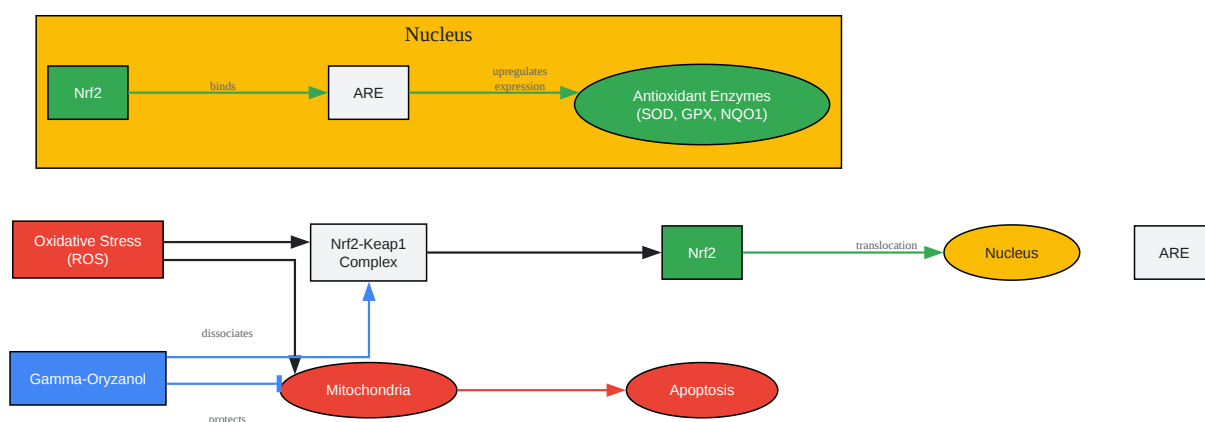 Nucleus
Nrf2
binds
ARE
upregulates
expression
Antioxidant Enzymes
(SOD, GPX, NQO1)
Oxidative Stress
(ROS)
Nrf2-Keap1
Complex
Nrf2
translocation
Nucleus
ARE
dissociates
Gamma-Oryzanol
Mitochondria
Apoptosis
protects